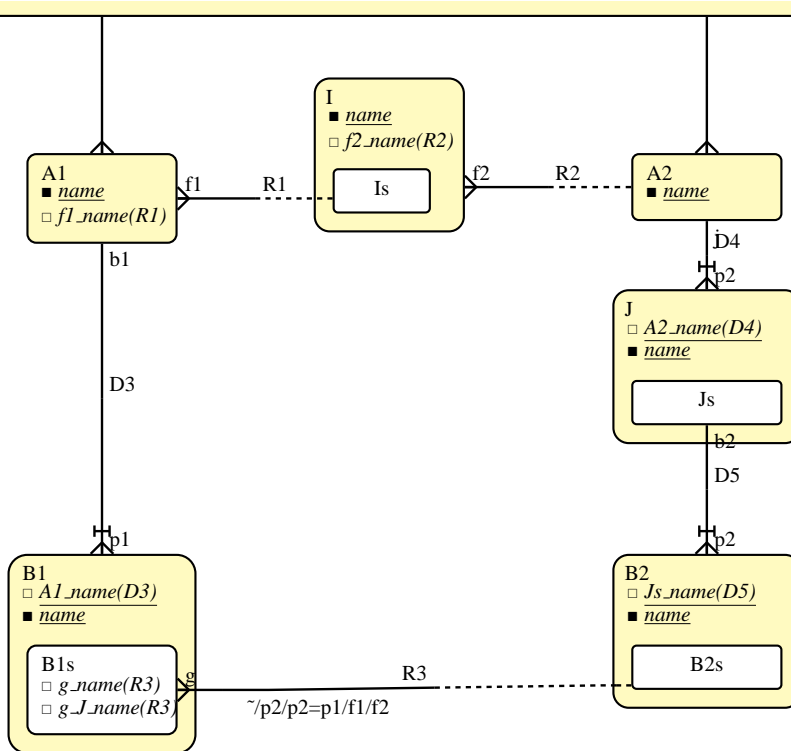 I
■ name
□ f2_name(R2)
Is
A1
■ name
□ f1_name(R1)
f1
R1
f2
R2
A2
■ name
b1
j
D4
p2
J
□ A2_name(D4)
■ name
Js
D3
b2
D5
p1
p2
B1
□ A1_name(D3)
■ name
B1s
□ g_name(R3)
□ g_J_name(R3)
g
R3
~/p2/p2=p1/f1/f2
B2
□ Js_name(D5)
■ name
B2s